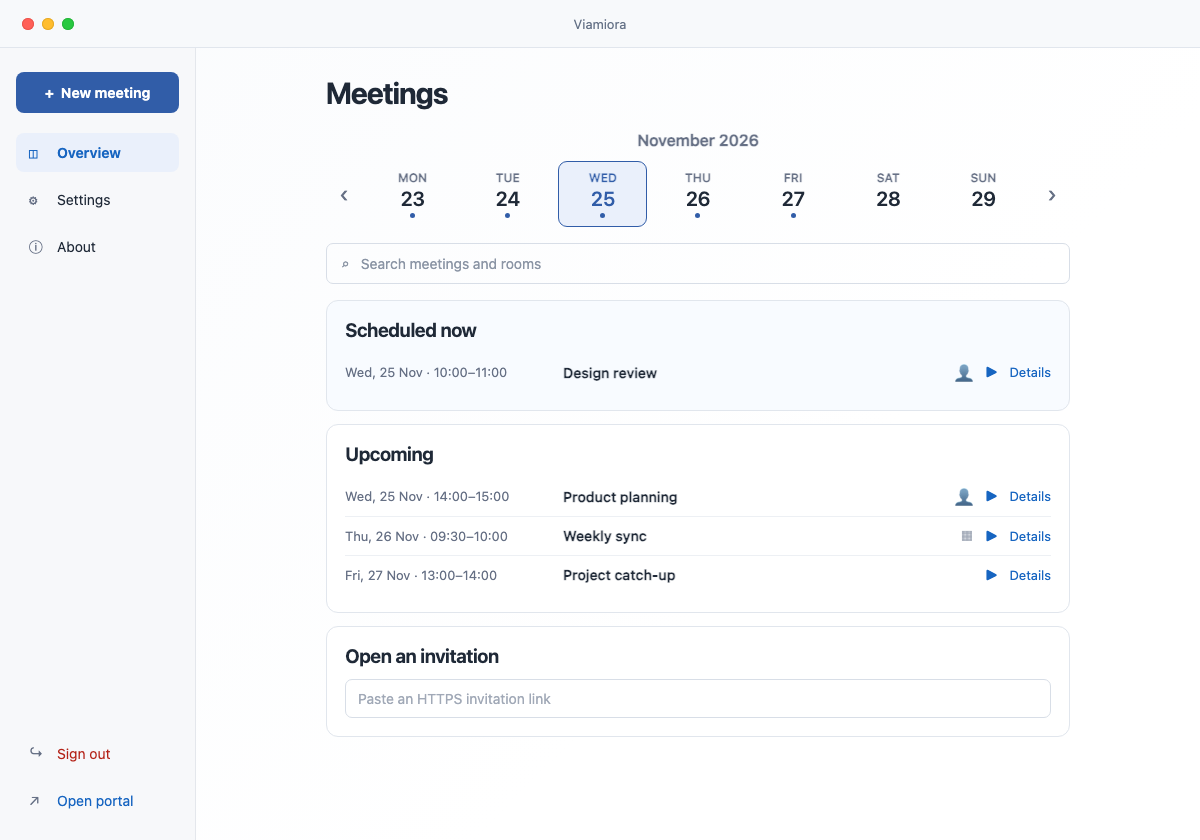 Viamiora
+ New meeting
Overview
Settings
About
Sign out
Open portal
Meetings
November 2026
MON TUE WED THU FRI SAT SUN
23 24 25 26 27 28 29
Search meetings and rooms
Scheduled now
Wed, 25 Nov · 10:00–11:00 Design review Details
Upcoming
Wed, 25 Nov · 14:00–15:00 Product planning Details
Thu, 26 Nov · 09:30–10:00 Weekly sync Details
Fri, 27 Nov · 13:00–14:00 Project catch-up Details
Open an invitation
Paste an HTTPS invitation link